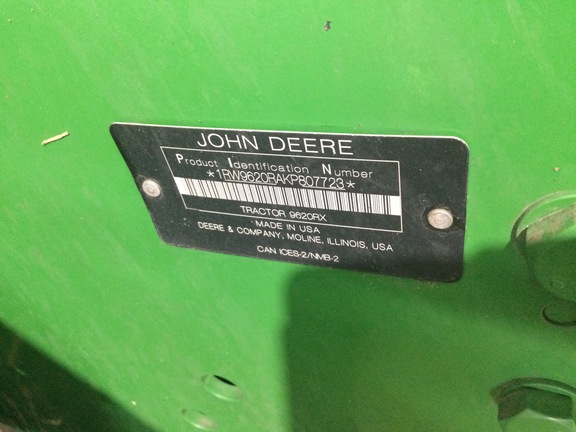 JOHN DEERE
Product Identification Number
*1RW9620RAKP807723*
TRACTOR 9620RX
MADE IN USA
DEERE & COMPANY, MOLINE, ILLINOIS, USA
CAN ICES-2/NMB-2